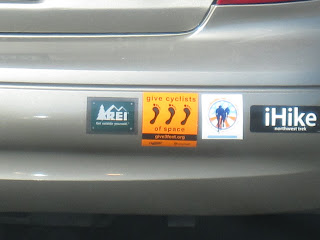 REI
give cyclists
of space
give3feet.org
iHike
northwest trek